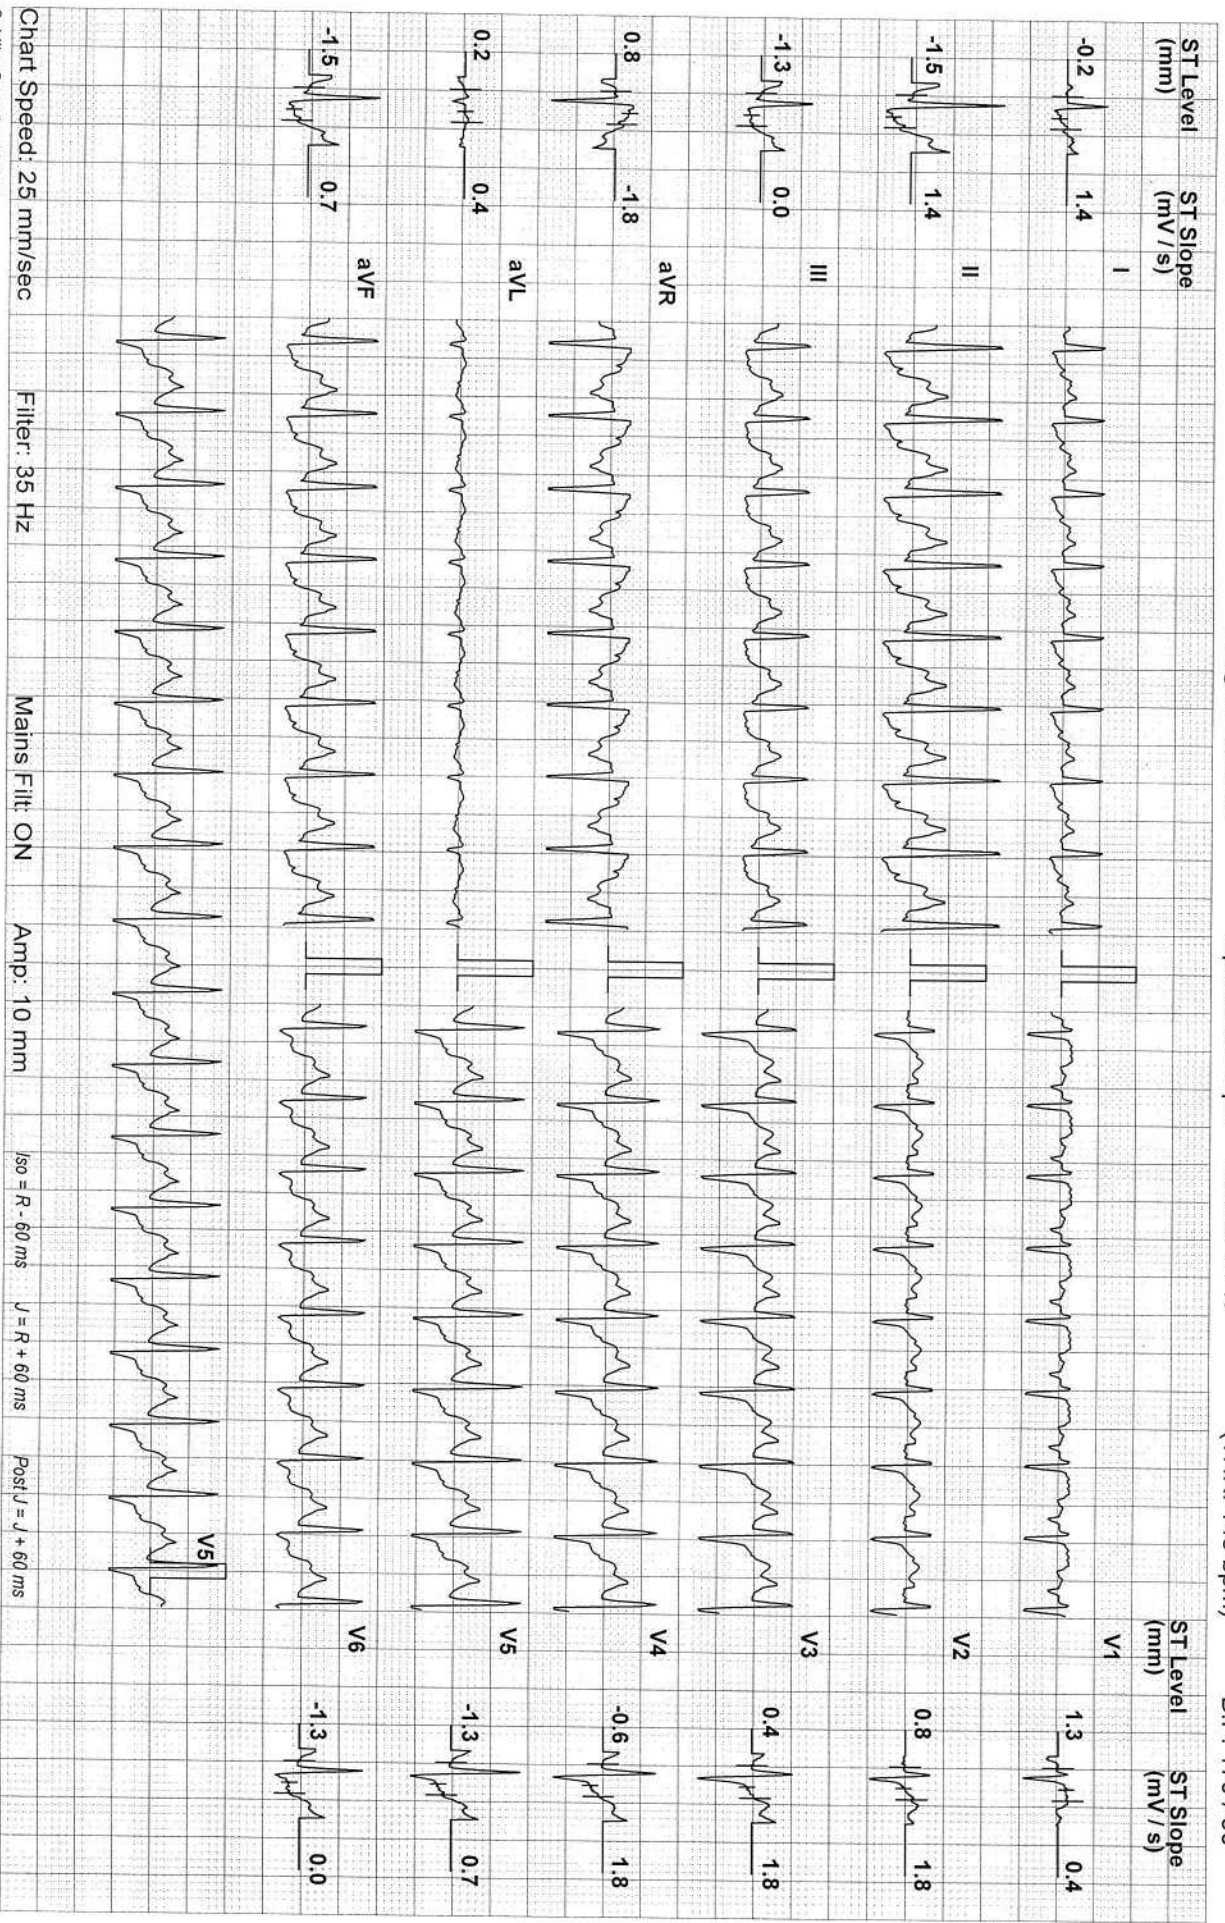 ST Level
(mm)
ST Slope
(mV / s)
ST Level
(mm)
ST Slope
(mV / s)
-0.2
1.4
I
V1
1.3
0.4
-1.5
1.4
II
V2
0.8
1.8
-1.3
0.0
III
V3
0.4
1.8
0.8
-1.8
aVR
V4
-0.6
1.8
0.2
0.4
aVL
V5
-1.3
0.7
-1.5
0.7
aVF
V6
-1.3
0.0
V5
Chart Speed: 25 mm/sec Filter: 35 Hz Mains Filt: ON Amp: 10 mm Iso = R - 60 ms J = R + 60 ms Post J = J + 60 ms